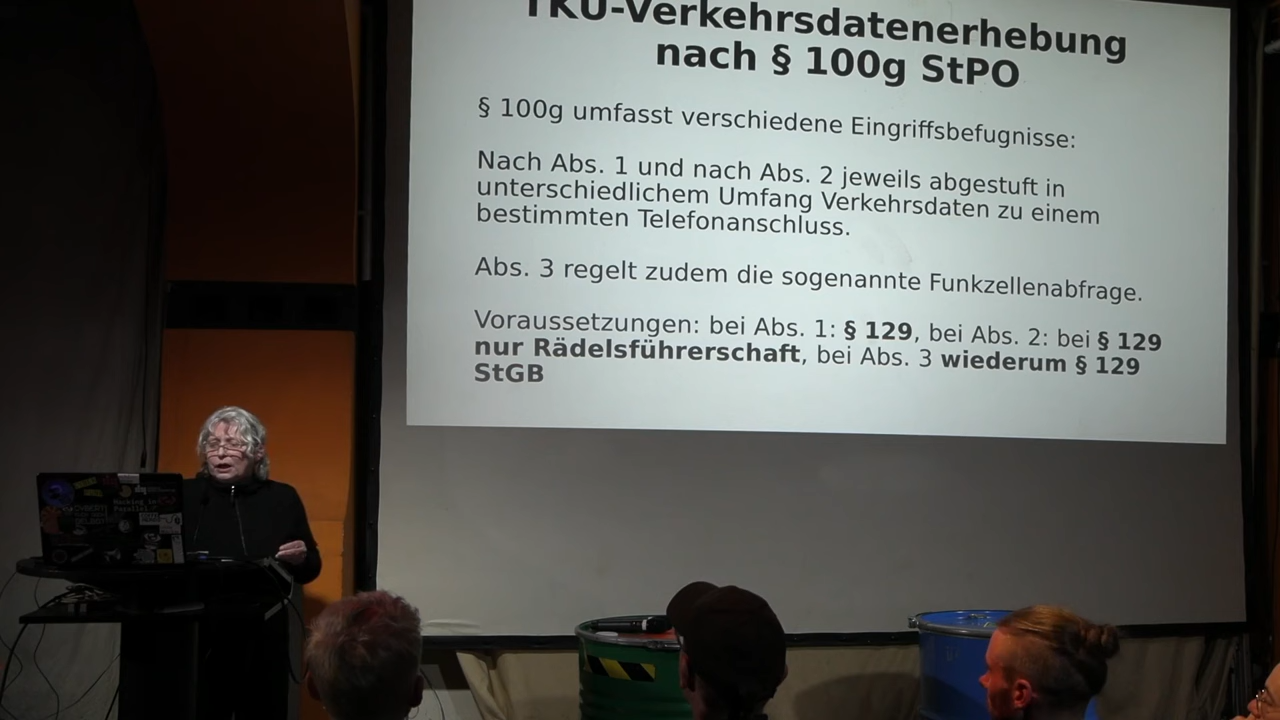 TKÜ-Verkehrsdatenerhebung
nach § 100g StPO
§ 100g umfasst verschiedene Eingriffsbefugnisse:
Nach Abs. 1 und nach Abs. 2 jeweils abgestuft in
unterschiedlichem Umfang Verkehrsdaten zu einem
bestimmten Telefonanschluss.
Abs. 3 regelt zudem die sogenannte Funkzellenabfrage.
Voraussetzungen: bei Abs. 1: § 129, bei Abs. 2: bei § 129
nur Rädelsführerschaft, bei Abs. 3 wiederum § 129
StGB